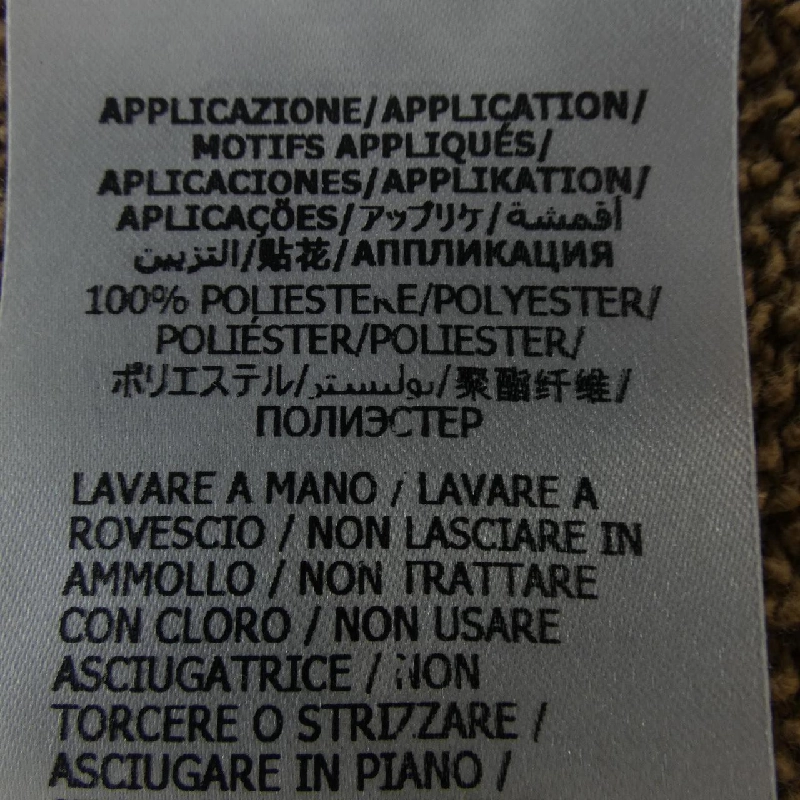 APPLICAZIONE/APPLICATION/
MOTIFS APPLIQUÉS/
APLICACIONES/APPLIKATION/
APLICAÇÕES/アップリケ/أقمشة
التزيين/贴花/АППЛИКАЦИЯ
100% POLIESTERE/POLYESTER/
POLIÉSTER/POLIESTER/
ポリエステル/بوليستر/聚酯纤维/
ПОЛИЭСТЕР
LAVARE A MANO / LAVARE A
ROVESCIO / NON LASCIARE IN
AMMOLLO / NON TRATTARE
CON CLORO / NON USARE
ASCIUGATRICE / NON
TORCERE O STRIZZARE /
ASCIUGARE IN PIANO /